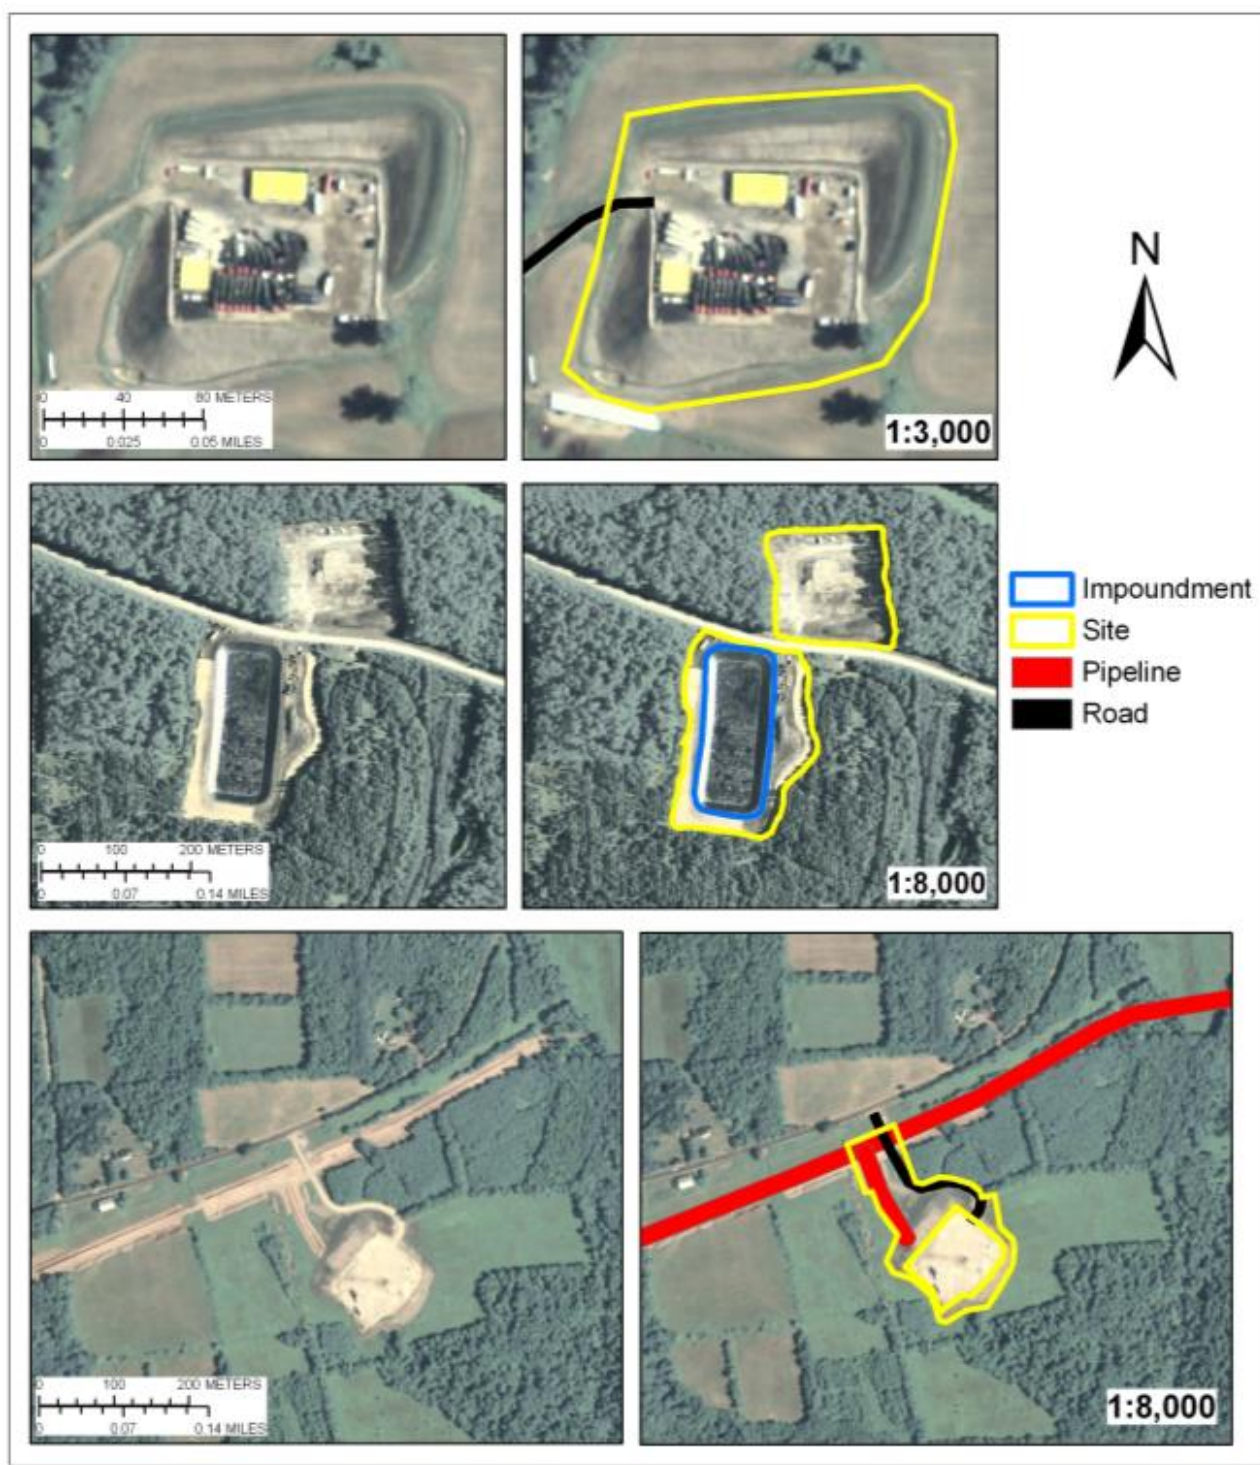 0 40 80 METERS
0 0.025 0.05 MILES
1:3,000
N
Impoundment
Site
Pipeline
Road
0 100 200 METERS
0 0.07 0.14 MILES
1:8,000
0 100 200 METERS
0 0.07 0.14 MILES
1:8,000